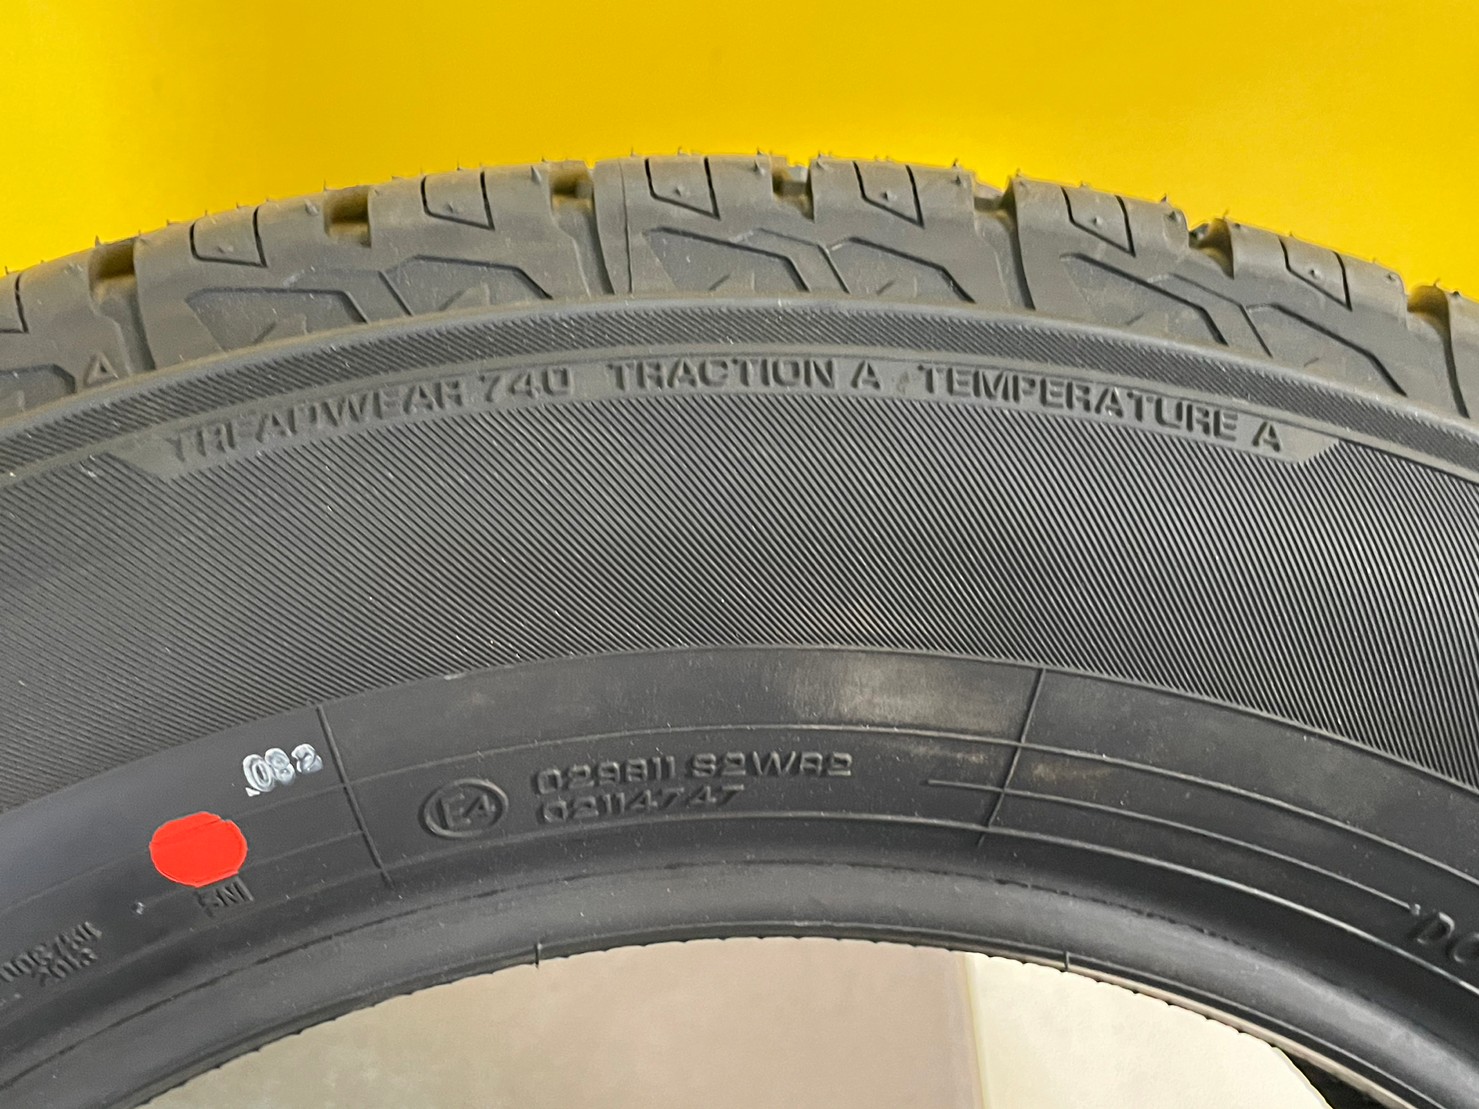 TREADWEAR 740 TRACTION A TEMPERATURE A
082
E4
029811 S2WR2
02114747